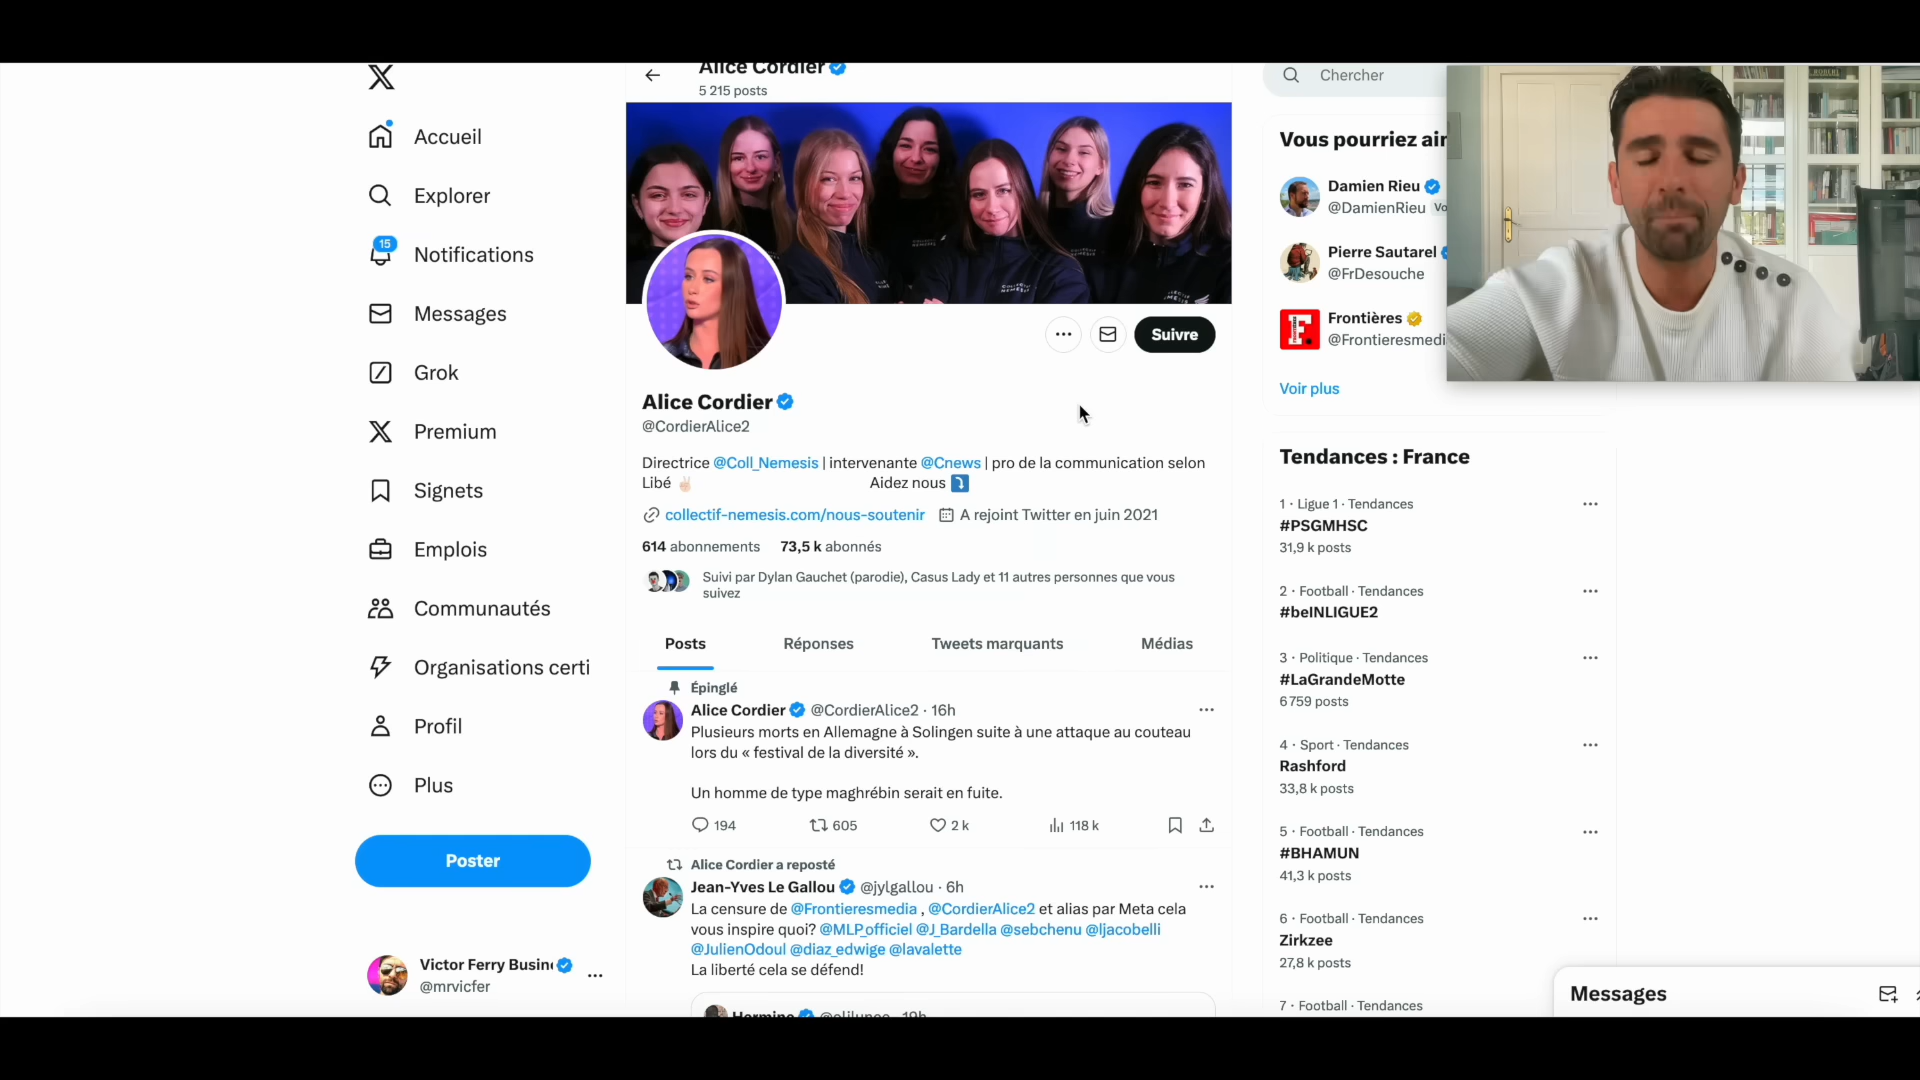 Accueil
Explorer
15
Notifications
Messages
Grok
Premium
Signets
Emplois
Communautés
Organisations certi
Profil
Plus
Poster
Victor Ferry Busin
@mrvicfer
Alice Cordier
5 215 posts
COLLECTIF
NEMESIS
Suivre
Alice Cordier
@CordierAlice2
Directrice @Coll_Nemesis | intervenante @Cnews | pro de la communication selon
Libé ✌🏻 Aidez nous ⤵️
collectif-nemesis.com/nous-soutenir A rejoint Twitter en juin 2021
614 abonnements 73,5 k abonnés
Suivi par Dylan Gauchet (parodie), Casus Lady et 11 autres personnes que vous
suivez
Posts Réponses Tweets marquants Médias
Épinglé
Alice Cordier @CordierAlice2 · 16h
Plusieurs morts en Allemagne à Solingen suite à une attaque au couteau
lors du « festival de la diversité ».
Un homme de type maghrébin serait en fuite.
194 605 2 k 118 k
Alice Cordier a reposté
Jean-Yves Le Gallou @jylgallou · 6h
La censure de @Frontieresmedia , @CordierAlice2 et alias par Meta cela
vous inspire quoi? @MLP_officiel @J_Bardella @sebchenu @ljacobelli
@JulienOdoul @diaz_edwige @lavalette
La liberté cela se défend!
Hermine @olilunee · 19h
Chercher
Vous pourriez aim
Damien Rieu
@DamienRieu Vo
Pierre Sautarel
@FrDesouche
F.
Frontières
@Frontieresmedi
Voir plus
Tendances : France
1 · Ligue 1 · Tendances
#PSGMHSC
31,9 k posts
2 · Football · Tendances
#beINLIGUE2
3 · Politique · Tendances
#LaGrandeMotte
6 759 posts
4 · Sport · Tendances
Rashford
33,8 k posts
5 · Football · Tendances
#BHAMUN
41,3 k posts
6 · Football · Tendances
Zirkzee
27,8 k posts
7 · Football · Tendances
Messages